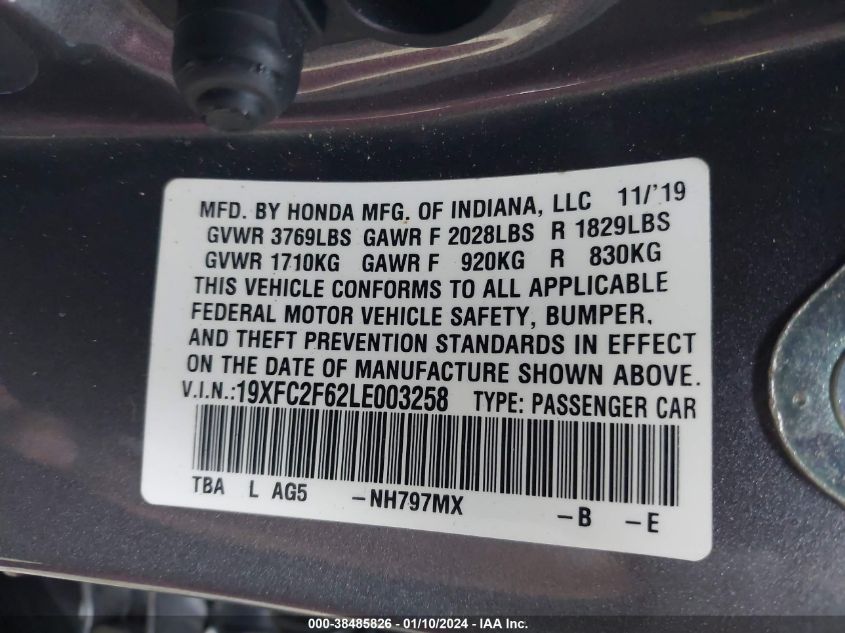 MFD. BY HONDA MFG. OF INDIANA, LLC 11/'19
GVWR 3769LBS GAWR F 2028LBS R 1829LBS
GVWR 1710KG GAWR F 920KG R 830KG
THIS VEHICLE CONFORMS TO ALL APPLICABLE
FEDERAL MOTOR VEHICLE SAFETY, BUMPER,
AND THEFT PREVENTION STANDARDS IN EFFECT
ON THE DATE OF MANUFACTURE SHOWN ABOVE.
V.I.N.:19XFC2F62LE003258 TYPE: PASSENGER CAR
TBA L AG5 -NH797MX -B -E
000-38485826 - 01/10/2024 - IAA Inc.